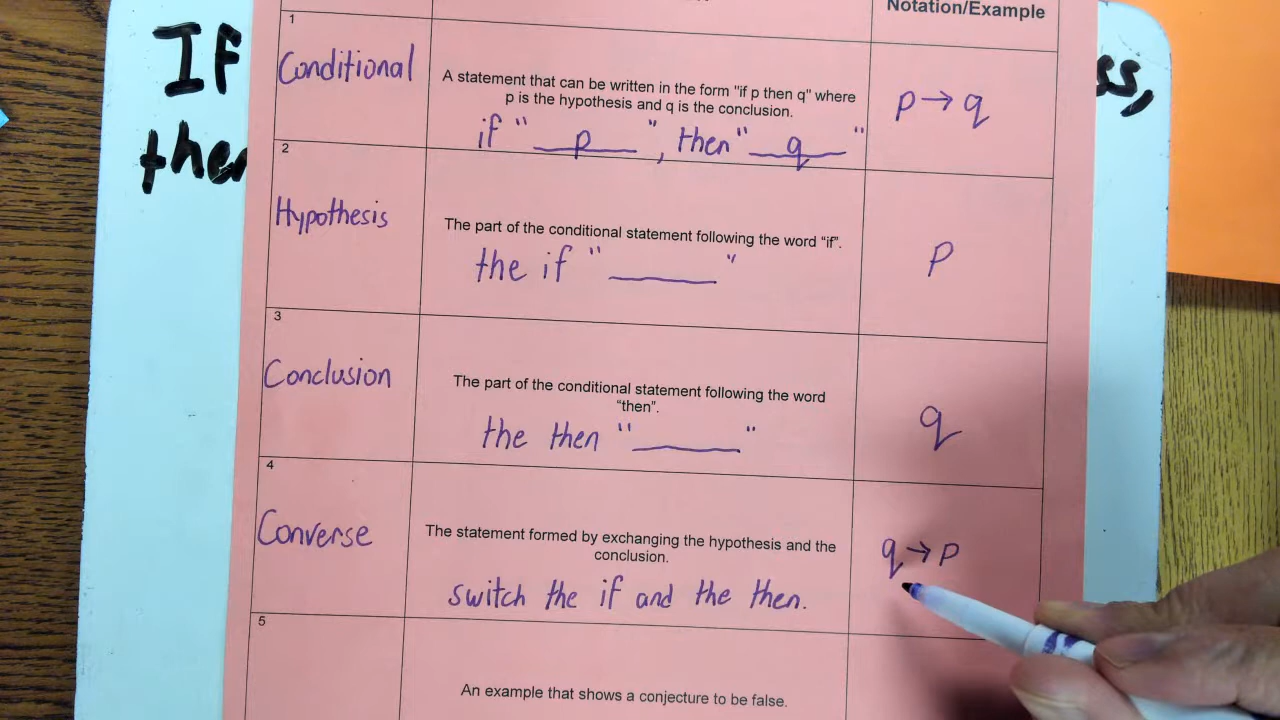 Notation/Example
If
ss,
then
1
Conditional
A statement that can be written in the form "if p then q" where
p is the hypothesis and q is the conclusion.
if "p", then "q"
p → q
2
Hypothesis
The part of the conditional statement following the word “if”.
the if "______"
p
3
Conclusion
The part of the conditional statement following the word
“then”.
the then "______"
q
4
Converse
The statement formed by exchanging the hypothesis and the
conclusion.
switch the if and the then.
q → p
5
An example that shows a conjecture to be false.